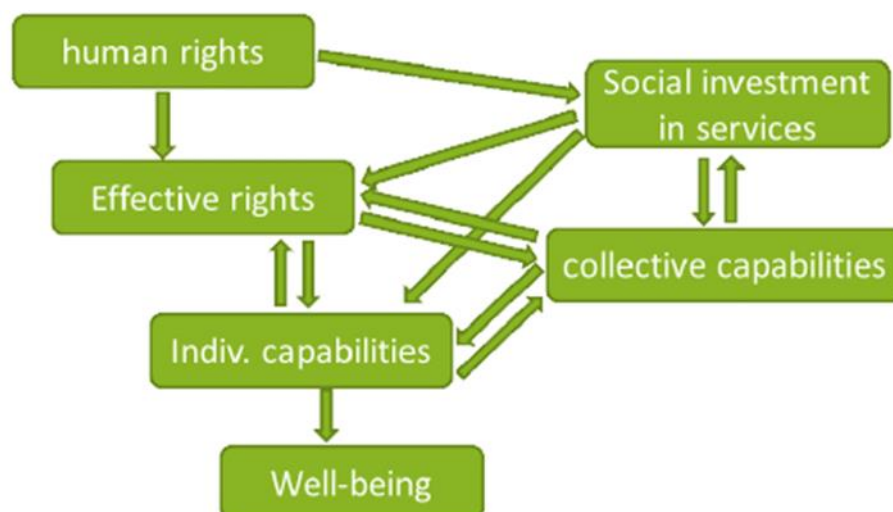 human rights
Social investment
in services
Effective rights
collective capabilities
Indiv. capabilities
Well-being